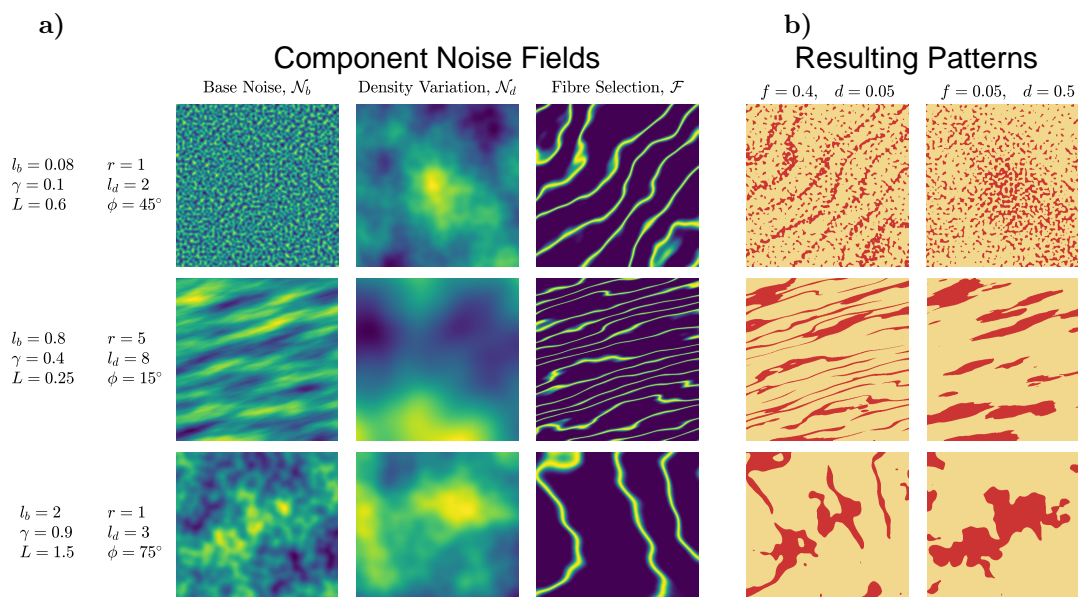 a)
b)
Component Noise Fields
Resulting Patterns
Base Noise, 𝒩_b
Density Variation, 𝒩_d
Fibre Selection, ℱ
f = 0.4, d = 0.05
f = 0.05, d = 0.5
l_b = 0.08 r = 1
γ = 0.1 l_d = 2
L = 0.6 ϕ = 45°
l_b = 0.8 r = 5
γ = 0.4 l_d = 8
L = 0.25 ϕ = 15°
l_b = 2 r = 1
γ = 0.9 l_d = 3
L = 1.5 ϕ = 75°